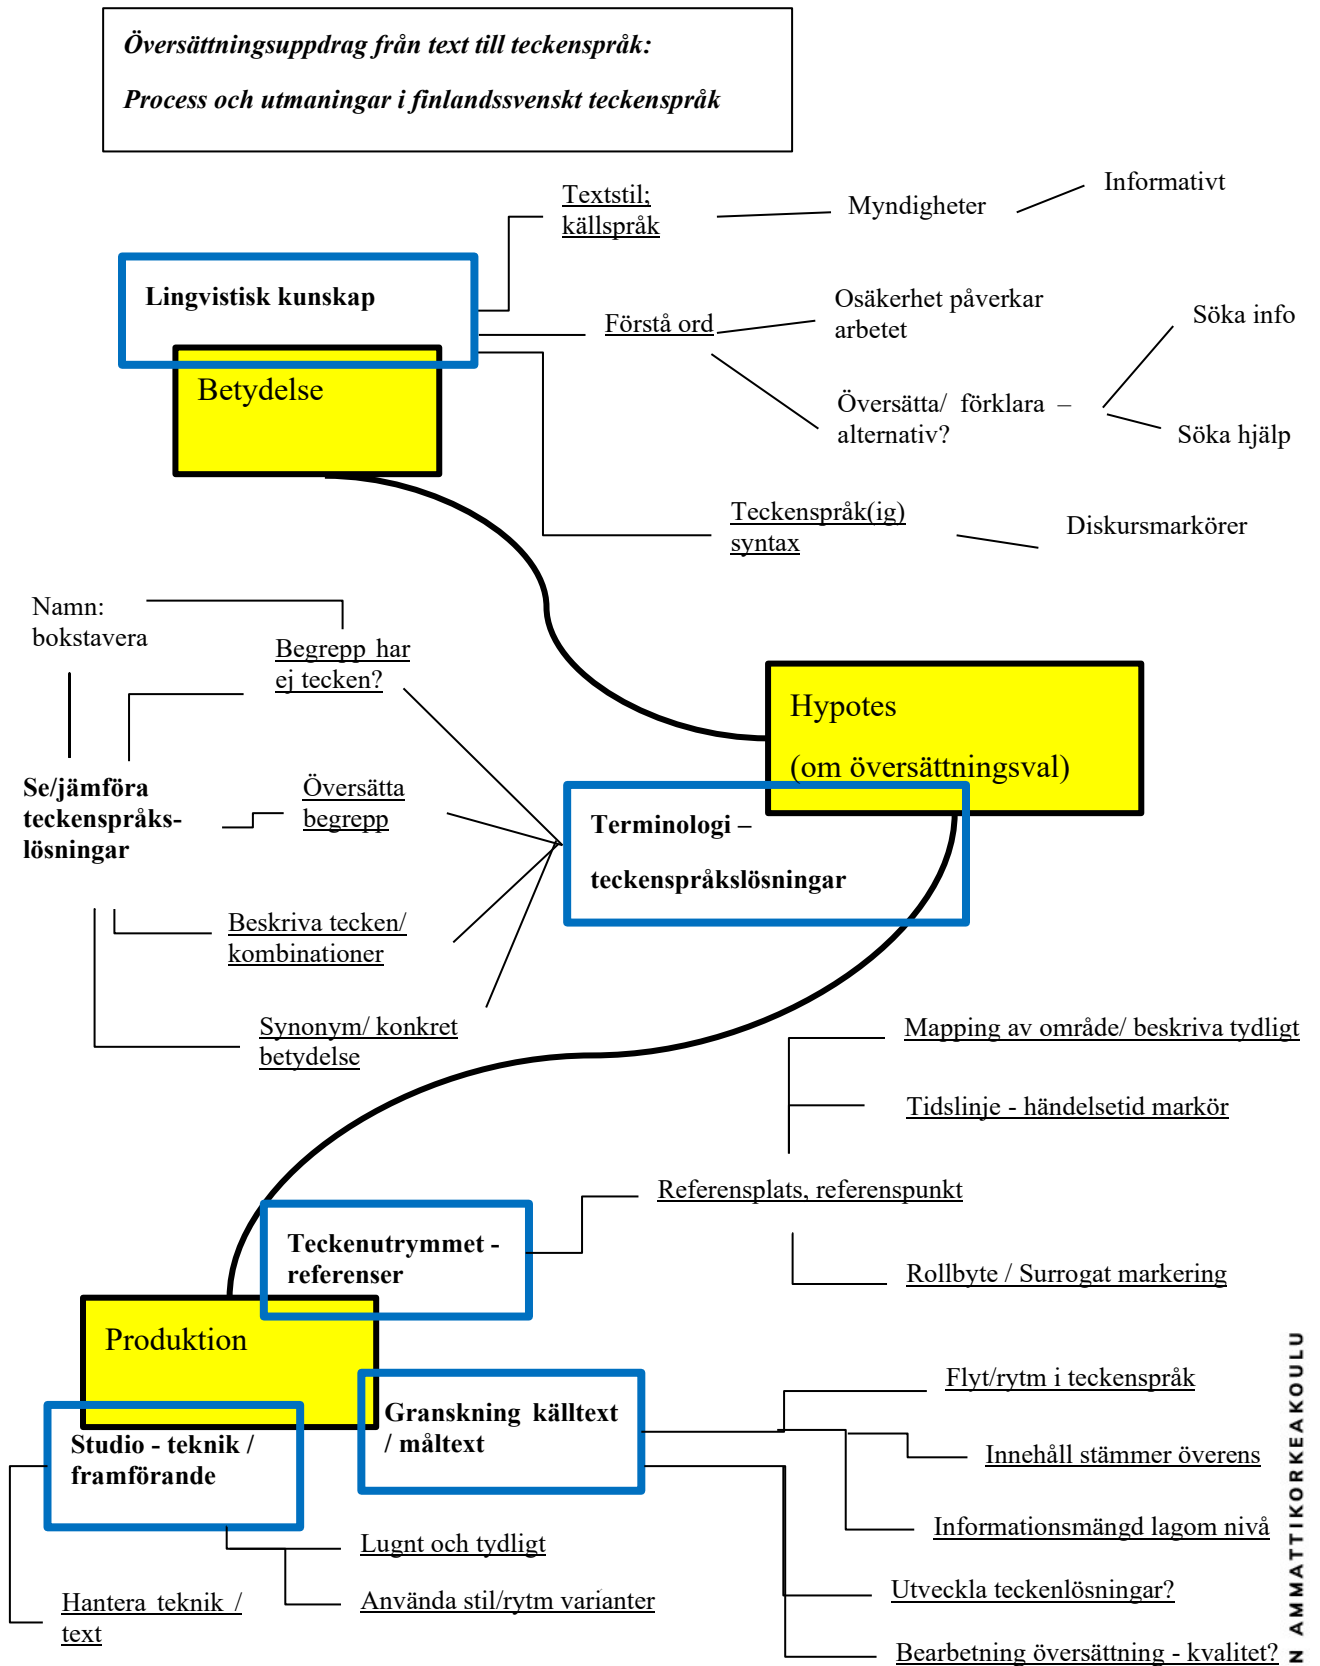 Översättningsuppdrag från text till teckenspråk:
Process och utmaningar i finlandssvenskt teckenspråk
Textstil;
källspråk
Myndigheter
Informativt
Lingvistisk kunskap
Betydelse
Förstå ord
Osäkerhet påverkar
arbetet
Översätta/ förklara –
alternativ?
Söka info
Söka hjälp
Teckenspråk(ig)
syntax
Diskursmarkörer
Namn:
bokstavera
Begrepp har
ej tecken?
Hypotes
(om översättningsval)
Se/jämföra
teckenspråks-
lösningar
Översätta
begrepp
Terminologi –
teckenspråkslösningar
Beskriva tecken/
kombinationer
Synonym/ konkret
betydelse
Mapping av område/ beskriva tydligt
Tidslinje - händelsetid markör
Referensplats, referenspunkt
Teckenutrymmet -
referenser
Rollbyte / Surrogat markering
Produktion
Granskning källtext
/ måltext
Studio - teknik /
framförande
Flyt/rytm i teckenspråk
Innehåll stämmer överens
Informationsmängd lagom nivå
Lugnt och tydligt
Utveckla teckenlösningar?
Hantera teknik /
text
Använda stil/rytm varianter
Bearbetning översättning - kvalitet?
N AMMATTIKORKEAKOULU